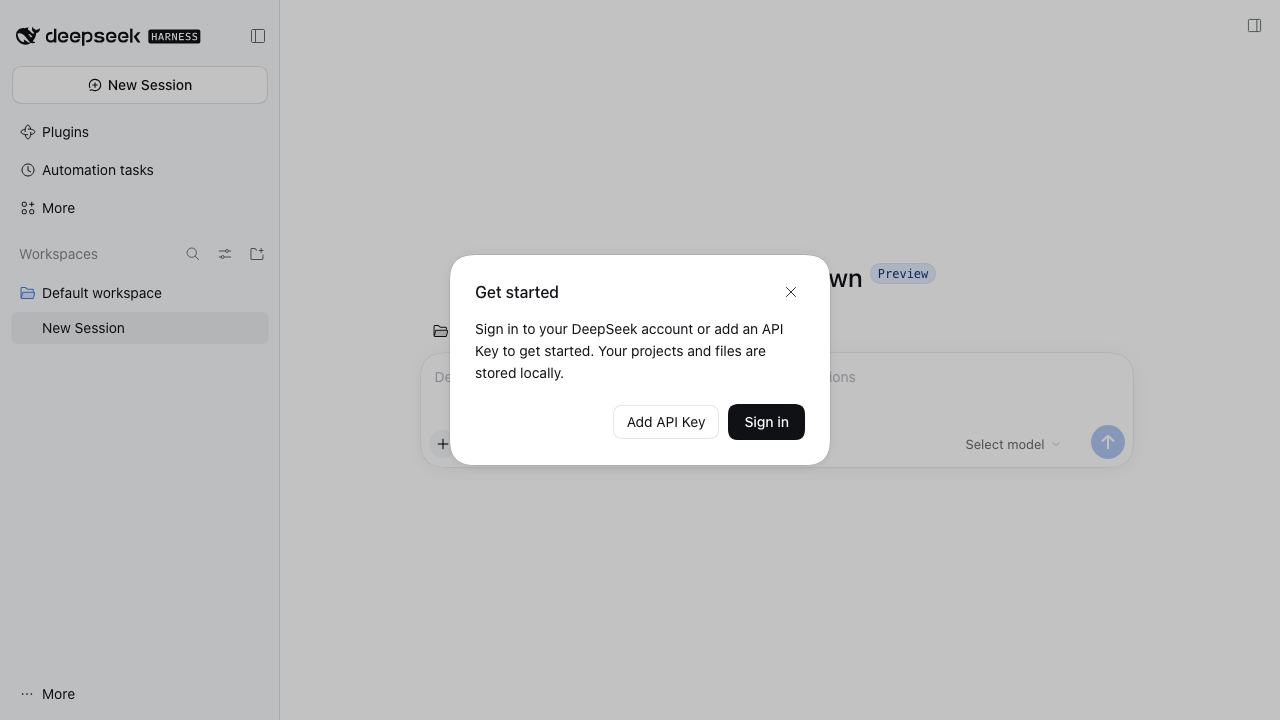 deepseek HARNESS
New Session
Plugins
Automation tasks
More
Workspaces
Default workspace
New Session
More
Preview
Get started
Sign in to your DeepSeek account or add an API
Key to get started. Your projects and files are
stored locally.
Add API Key
Sign in
Select model